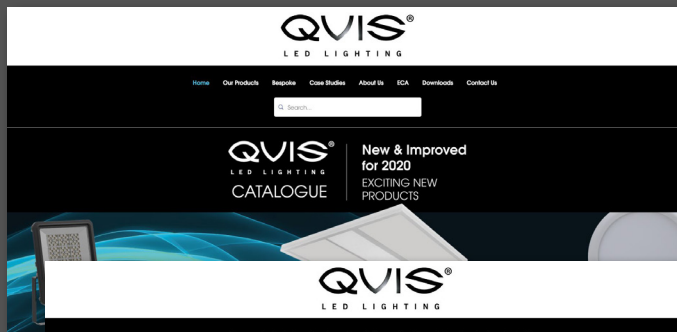 QVIS®
LED LIGHTING
Home Our Products Bespoke Case Studies About Us ECA Downloads Contact Us
Search...
QVIS®
LED LIGHTING
CATALOGUE
New & Improved
for 2020
EXCITING NEW
PRODUCTS
QVIS®
LED LIGHTING